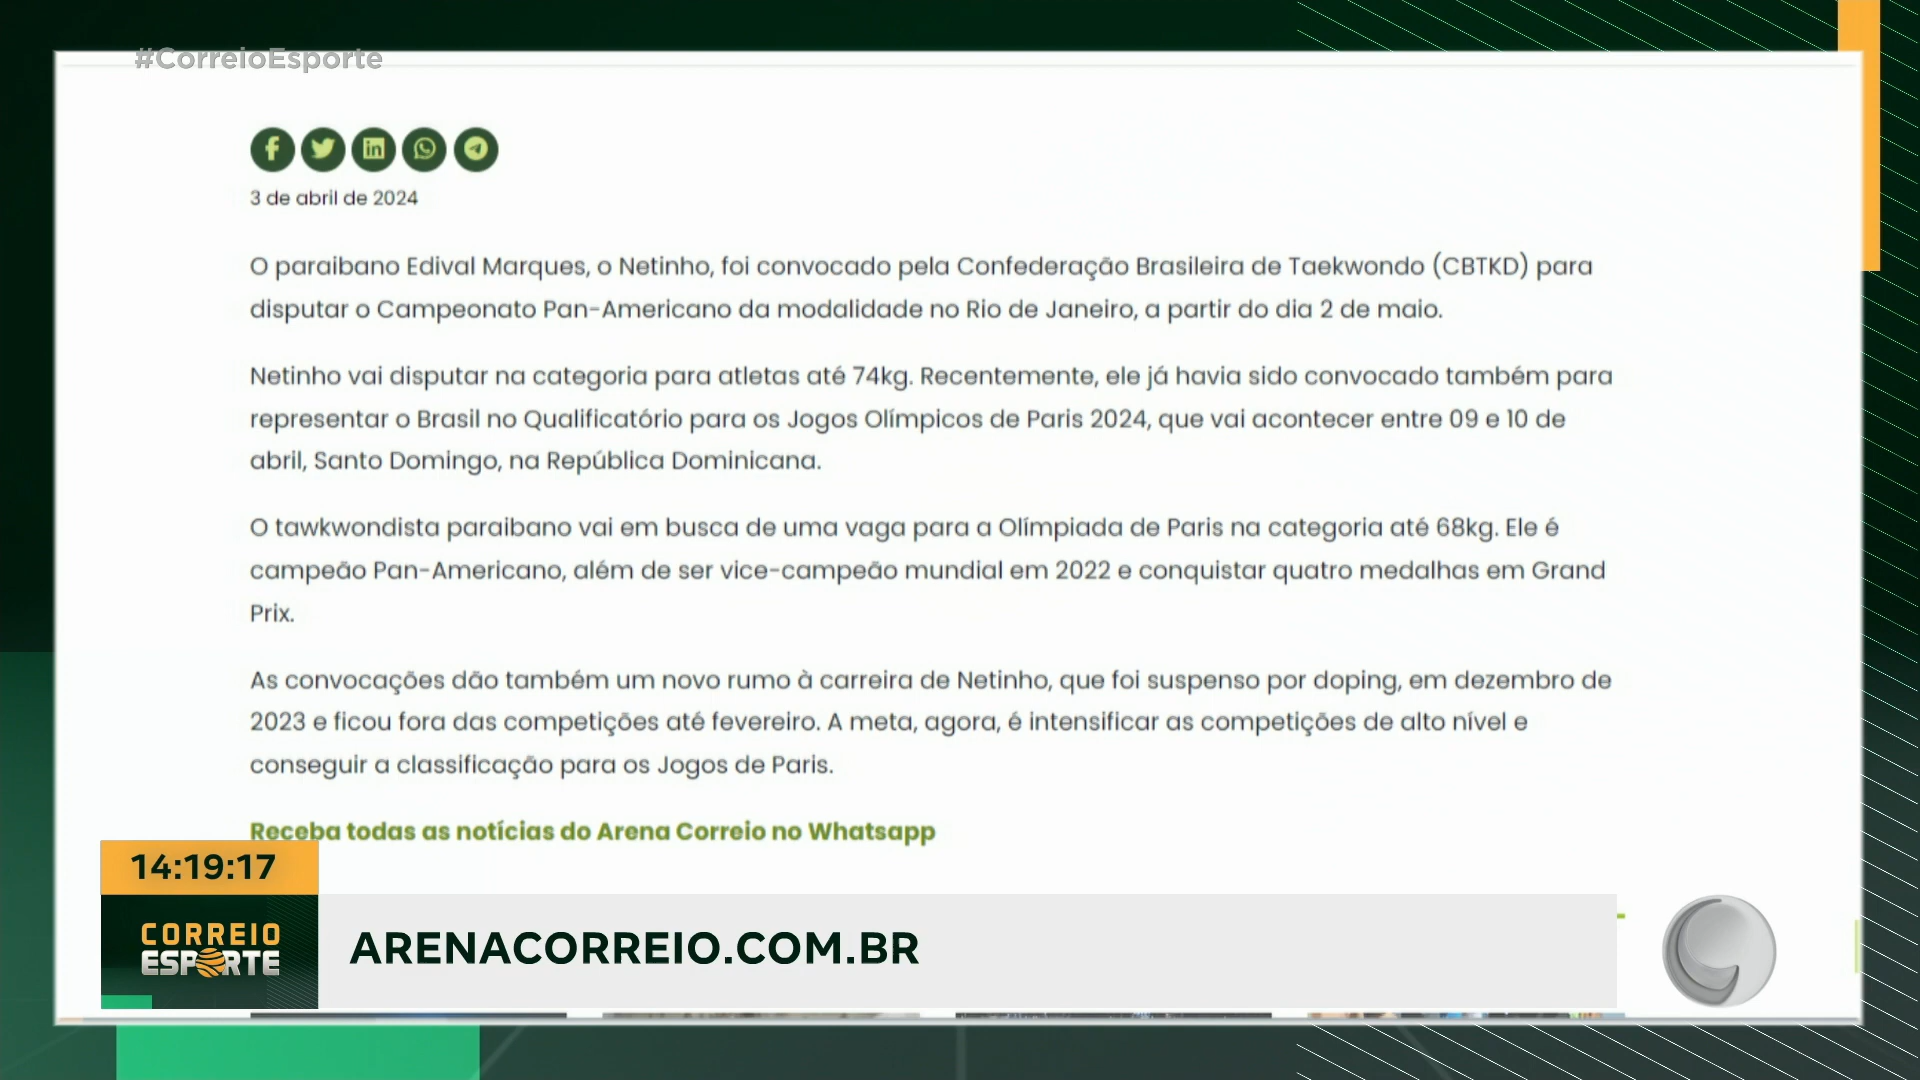 #CorreioEsporte
3 de abril de 2024
O paraibano Edival Marques, o Netinho, foi convocado pela Confederação Brasileira de Taekwondo (CBTKD) para
disputar o Campeonato Pan-Americano da modalidade no Rio de Janeiro, a partir do dia 2 de maio.
Netinho vai disputar na categoria para atletas até 74kg. Recentemente, ele já havia sido convocado também para
representar o Brasil no Qualificatório para os Jogos Olímpicos de Paris 2024, que vai acontecer entre 09 e 10 de
abril, Santo Domingo, na República Dominicana.
O tawkwondista paraibano vai em busca de uma vaga para a Olímpiada de Paris na categoria até 68kg. Ele é
campeão Pan-Americano, além de ser vice-campeão mundial em 2022 e conquistar quatro medalhas em Grand
Prix.
As convocações dão também um novo rumo à carreira de Netinho, que foi suspenso por doping, em dezembro de
2023 e ficou fora das competições até fevereiro. A meta, agora, é intensificar as competições de alto nível e
conseguir a classificação para os Jogos de Paris.
Receba todas as notícias do Arena Correio no Whatsapp
14:19:17
CORREIO
ESPORTE
ARENACORREIO.COM.BR